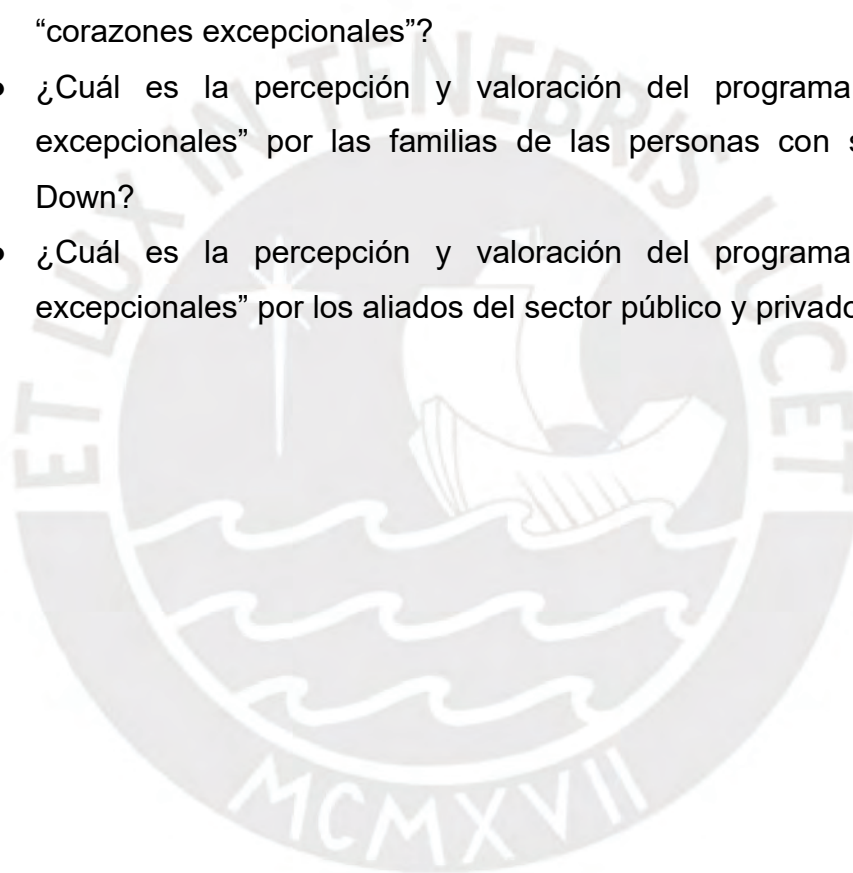 “corazones excepcionales”?
• ¿Cuál es la percepción y valoración del programa
excepcionales” por las familias de las personas con
Down?
• ¿Cuál es la percepción y valoración del programa
excepcionales” por los aliados del sector público y privado
ET LUX IN TENEBRIS LUCET
MCMXVII